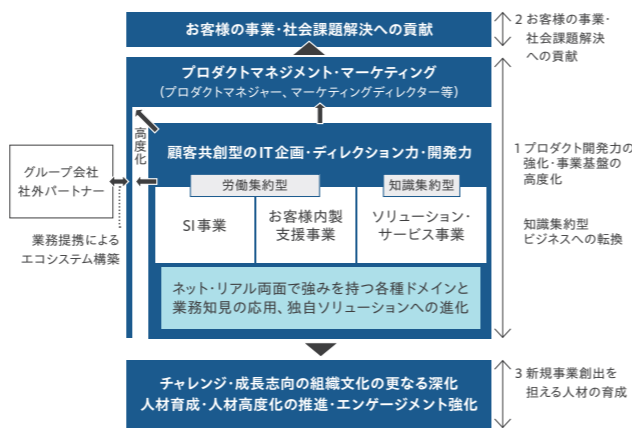 お客様の事業・社会課題解決への貢献
2 お客様の事業・
社会課題解決
への貢献
プロダクトマネジメント・マーケティング
（プロダクトマネジャー、マーケティングディレクター等）
高度化
顧客共創型のIT企画・ディレクション力・開発力
1 プロダクト開発力の
強化・事業基盤の
高度化
グループ会社
社外パートナー
労働集約型
知識集約型
SI事業
お客様内製
支援事業
ソリューション・
サービス事業
知識集約型
ビジネスへの転換
業務提携による
エコシステム構築
ネット・リアル両面で強みを持つ各種ドメインと
業務知見の応用、独自ソリューションへの進化
チャレンジ・成長志向の組織文化の更なる深化
人材育成・人材高度化の推進・エンゲージメント強化
3 新規事業創出を
担える人材の育成